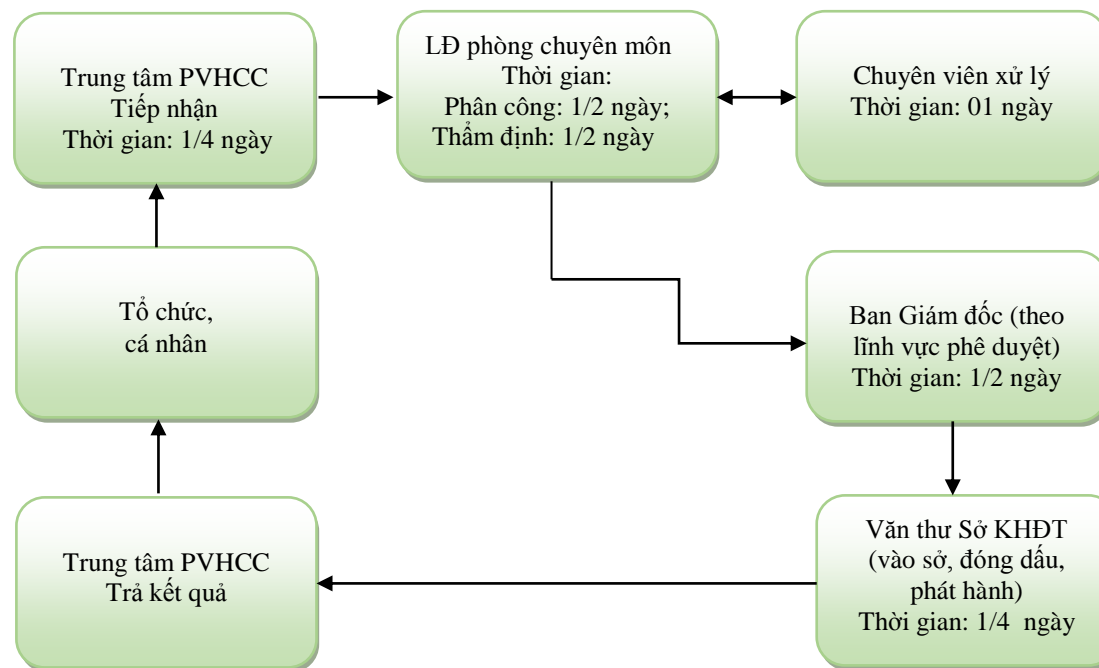 Trung tâm PVHCC
Tiếp nhận
Thời gian: 1/4 ngày
LĐ phòng chuyên môn
Thời gian:
Phân công: 1/2 ngày;
Thẩm định: 1/2 ngày
Chuyên viên xử lý
Thời gian: 01 ngày
Tổ chức,
cá nhân
Ban Giám đốc (theo
lĩnh vực phê duyệt)
Thời gian: 1/2 ngày
Trung tâm PVHCC
Trả kết quả
Văn thư Sở KHĐT
(vào sở, đóng dấu,
phát hành)
Thời gian: 1/4 ngày